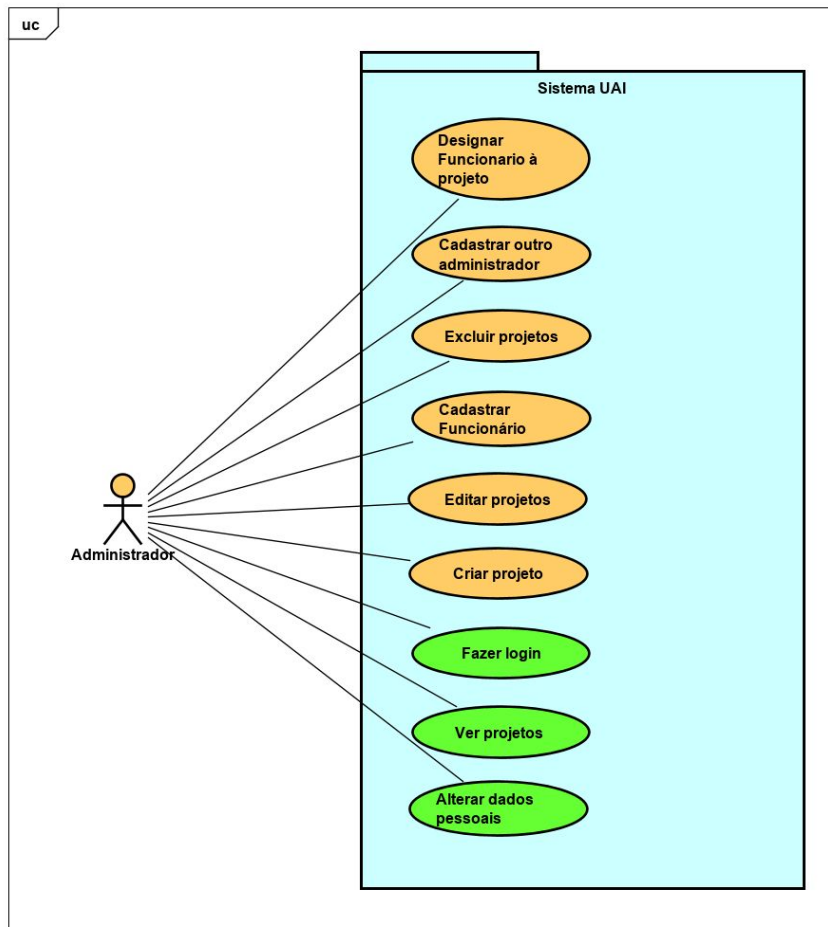 uc
Sistema UAI
Designar
Funcionario à
projeto
Cadastrar outro
administrador
Excluir projetos
Cadastrar
Funcionário
Editar projetos
Administrador
Criar projeto
Fazer login
Ver projetos
Alterar dados
pessoais